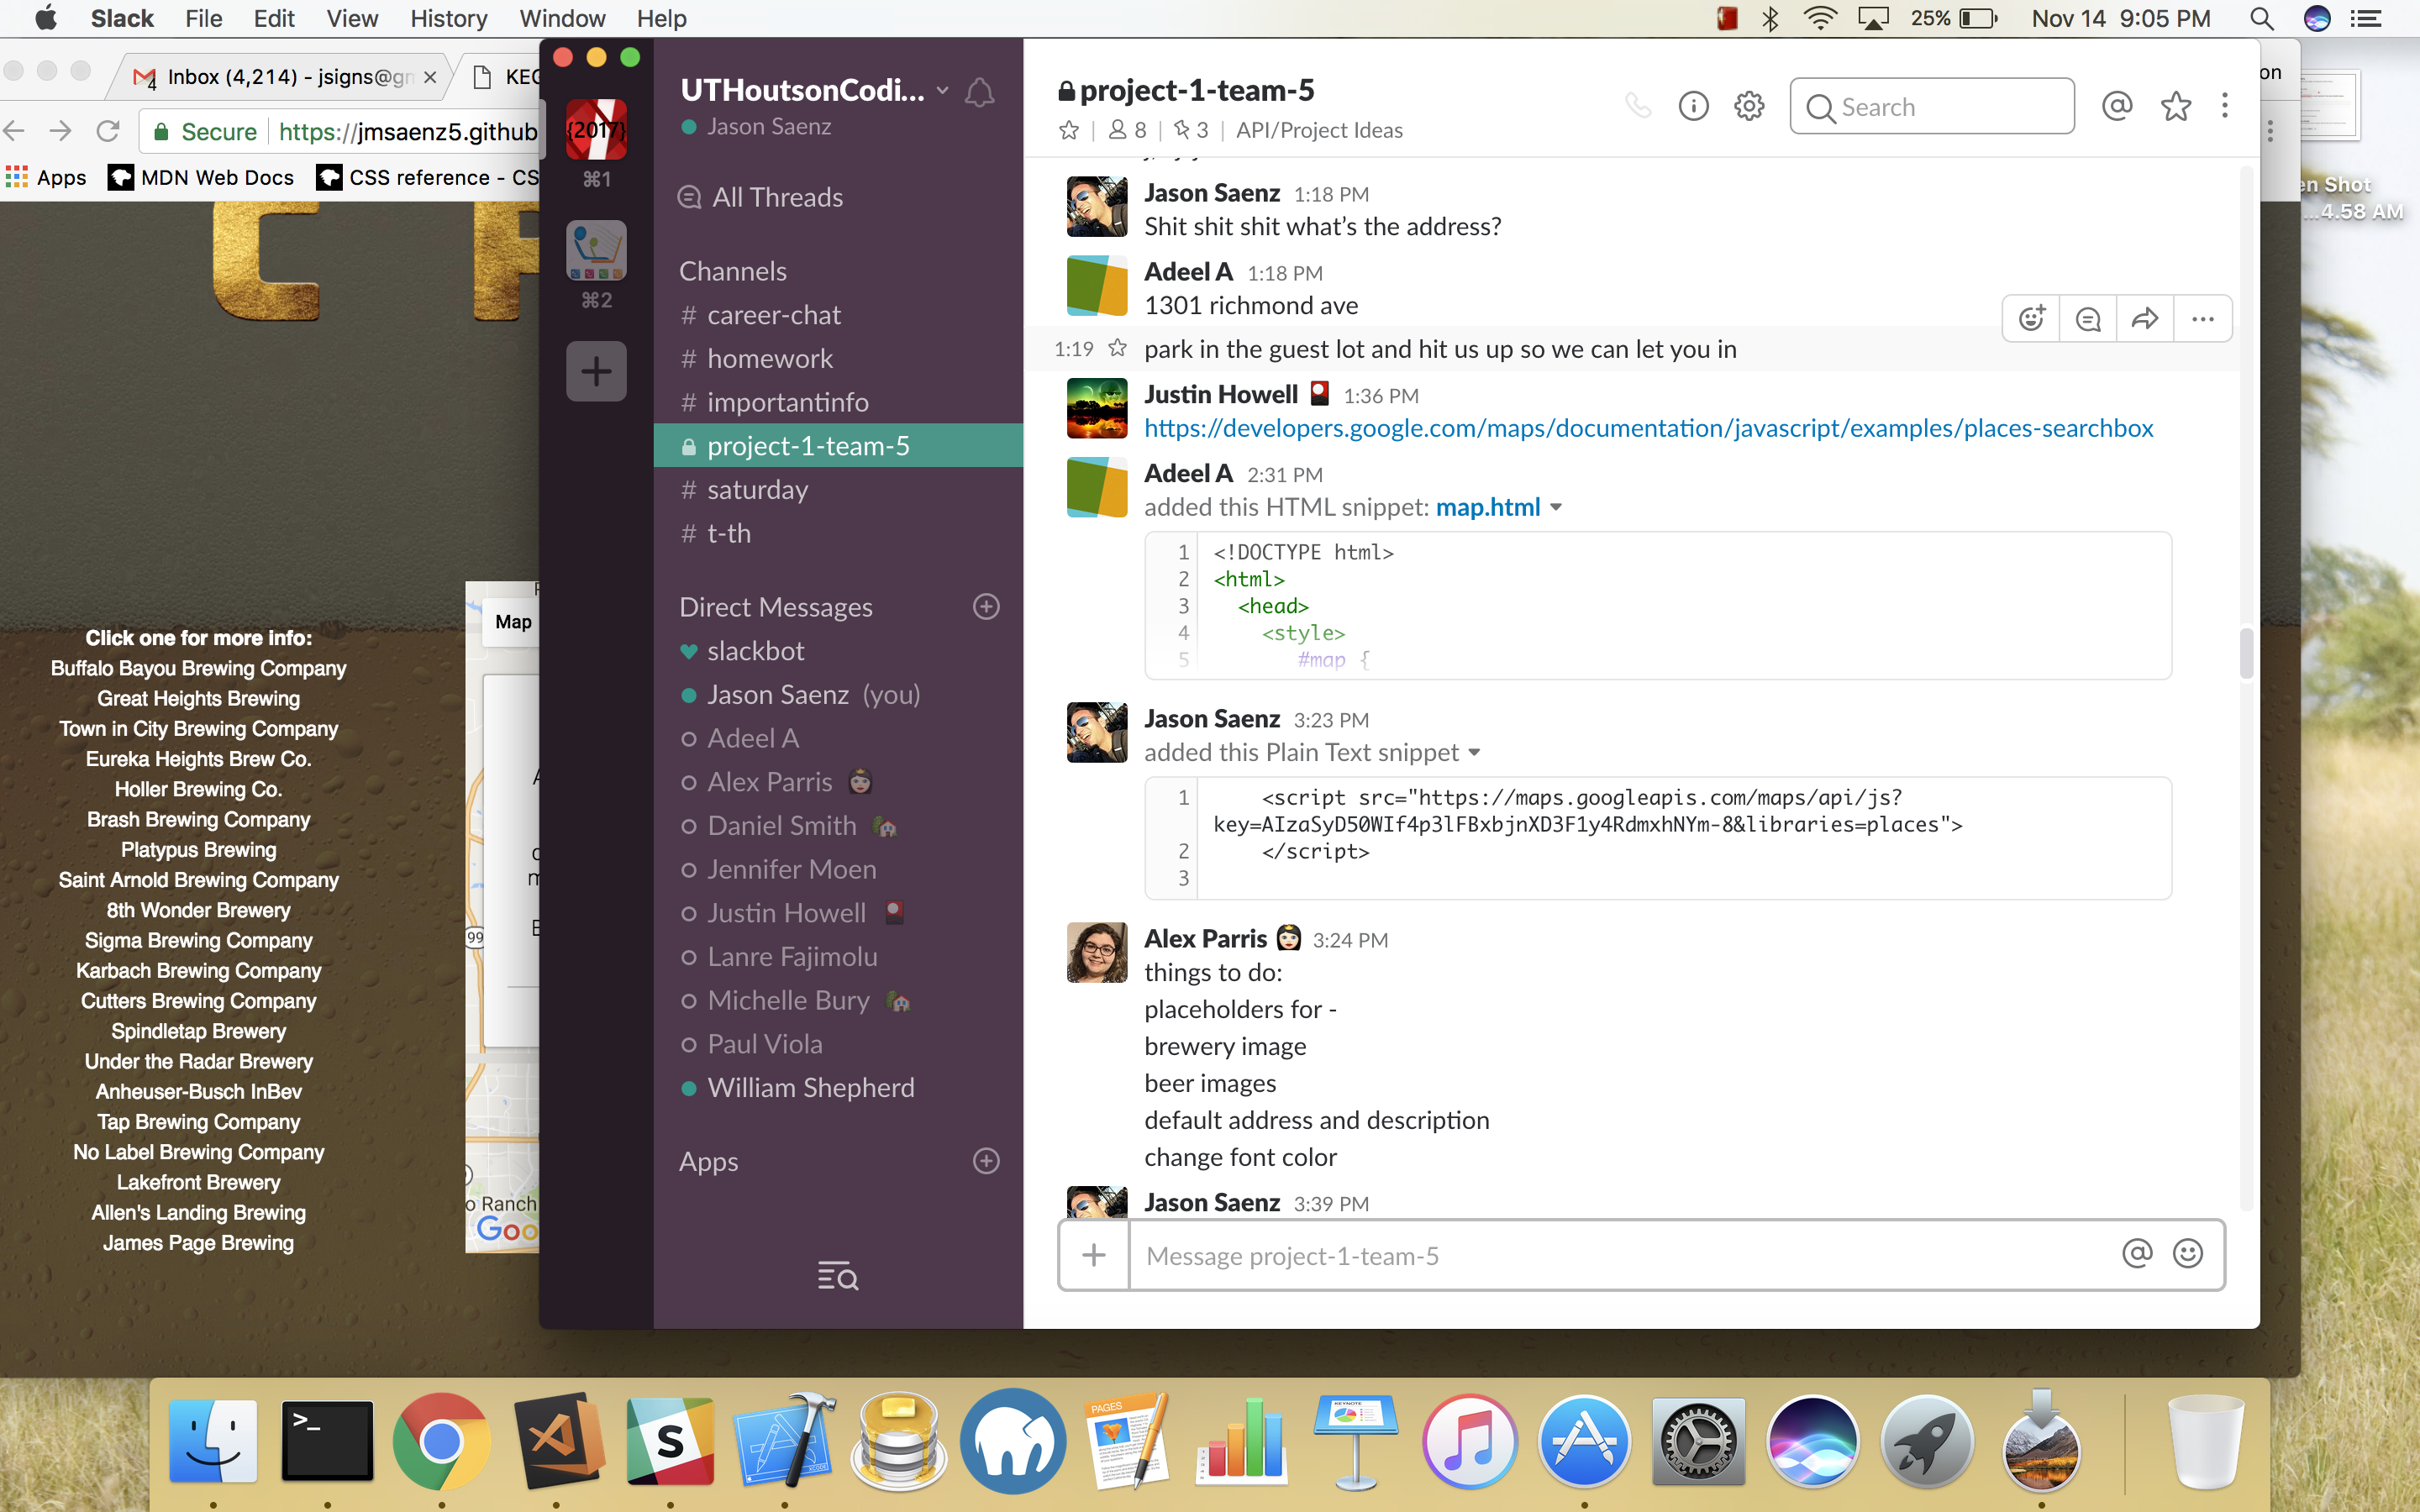 Slack File Edit View History Window Help
25% Nov 14 9:05 PM
4 Inbox (4,214) - jsigns@gm
Secure https://jmsaenz5.github
Apps MDN Web Docs CSS reference - CS
C
Click one for more info:
Buffalo Bayou Brewing Company
Great Heights Brewing
Town in City Brewing Company
Eureka Heights Brew Co.
Holler Brewing Co.
Brash Brewing Company
Platypus Brewing
Saint Arnold Brewing Company
8th Wonder Brewery
Sigma Brewing Company
Karbach Brewing Company
Cutters Brewing Company
Spindletap Brewery
Under the Radar Brewery
Anheuser-Busch InBev
Tap Brewing Company
No Label Brewing Company
Lakefront Brewery
Allen's Landing Brewing
James Page Brewing
Map
99
o Ranch
Goo
{2017}
⌘1
⌘2
UTHoutsonCodi...
Jason Saenz
All Threads
Channels
# career-chat
# homework
# importantinfo
project-1-team-5
# saturday
# t-th
Direct Messages
slackbot
Jason Saenz (you)
Adeel A
Alex Parris
Daniel Smith
Jennifer Moen
Justin Howell
Lanre Fajimolu
Michelle Bury
Paul Viola
William Shepherd
Apps
project-1-team-5
8 | 3 | API/Project Ideas
Search
Jason Saenz 1:18 PM
Shit shit shit what's the address?
Adeel A 1:18 PM
1301 richmond ave
1:19 park in the guest lot and hit us up so we can let you in
Justin Howell 1:36 PM
https://developers.google.com/maps/documentation/javascript/examples/places-searchbox
Adeel A 2:31 PM
added this HTML snippet: map.html
1 <!DOCTYPE html>
2 <html>
3 <head>
4 <style>
5 #map {
Jason Saenz 3:23 PM
added this Plain Text snippet
1 <script src="https://maps.googleapis.com/maps/api/js?
key=AIzaSyD50WIf4p3lFBxbjnXD3F1y4RdmxhNYm-8&libraries=places">
2 </script>
3
Alex Parris 3:24 PM
things to do:
placeholders for -
brewery image
beer images
default address and description
change font color
Jason Saenz 3:39 PM
Message project-1-team-5
on
en Shot
...4.58 AM
>_
S
PAGES
KEYNOTE